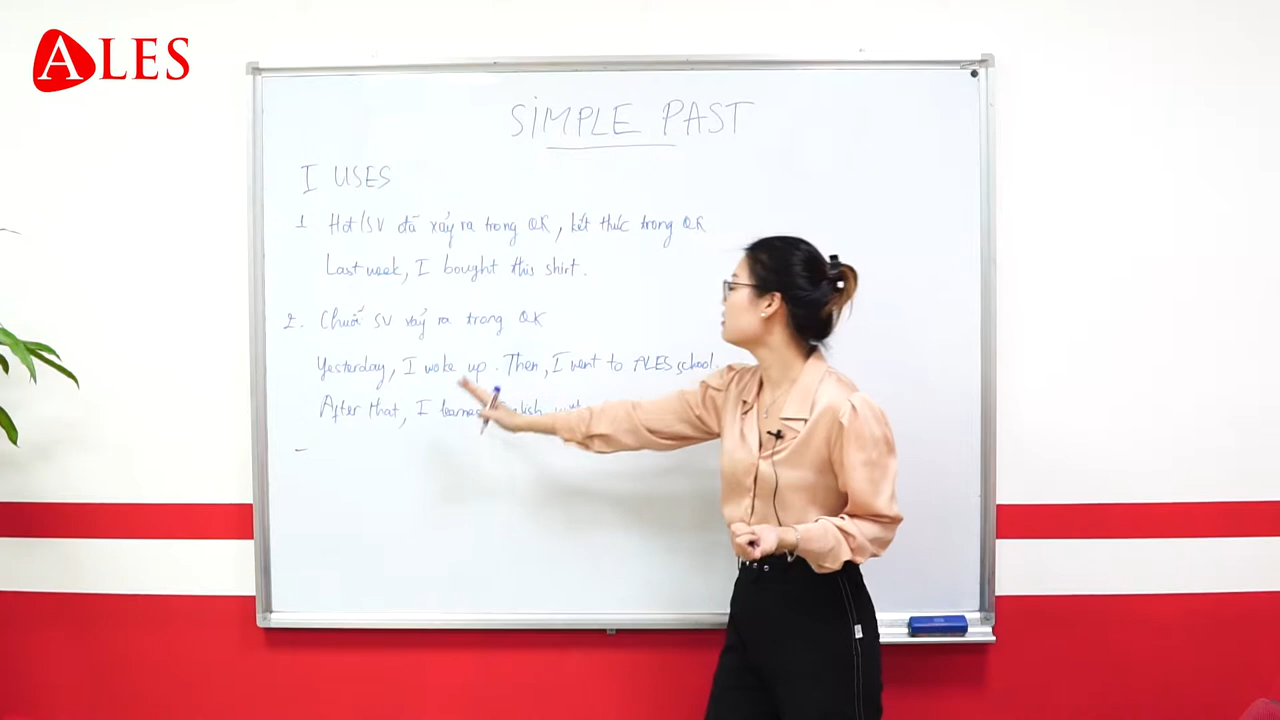 ALES
SIMPLE PAST
I USES
1 Hđ/SV đã xảy ra trong QK, kết thúc trong QK
Last week, I bought this shirt.
2. Chuỗi SV xảy ra trong QK
Yesterday, I woke up. Then, I went to ALES school.
After that, I